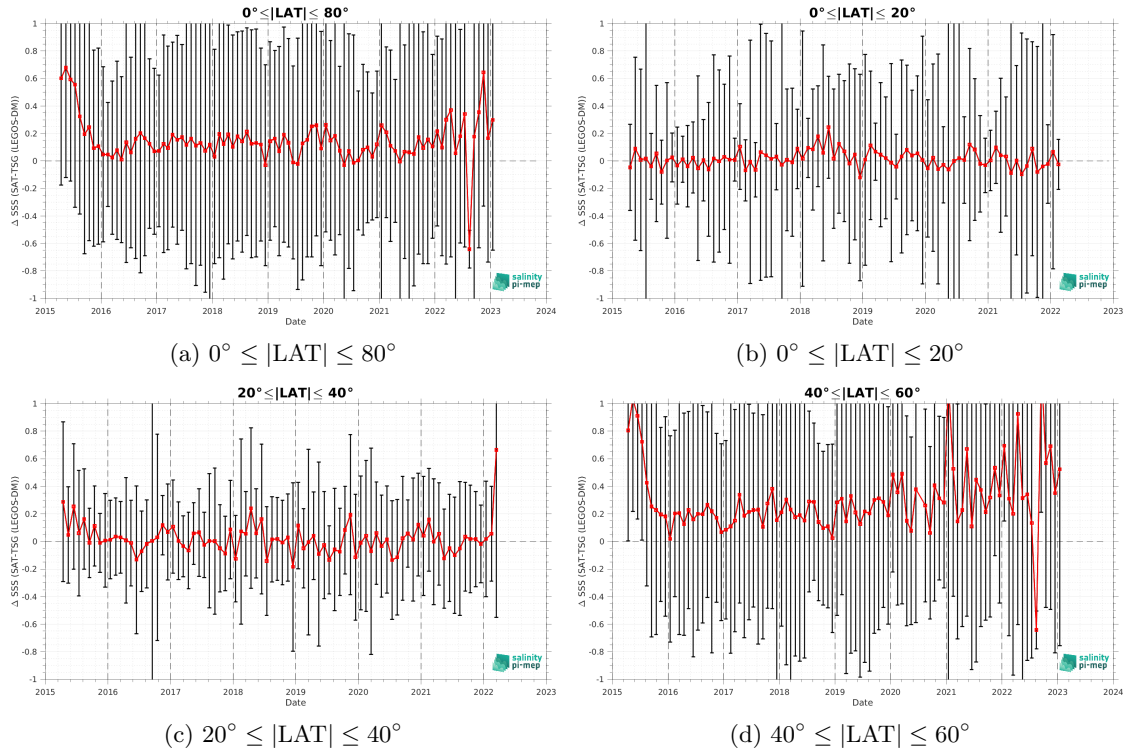 0°≤|LAT|≤ 80°
Δ SSS (SAT-TSG (LEGOS-DM))
1
0.8
0.6
0.4
0.2
0
-0.2
-0.4
-0.6
-0.8
-1
2015 2016 2017 2018 2019 2020 2021 2022 2023 2024
Date
salinity
pi-mep
(a) 0° ≤ |LAT| ≤ 80°
0°≤|LAT|≤ 20°
Δ SSS (SAT-TSG (LEGOS-DM))
1
0.8
0.6
0.4
0.2
0
-0.2
-0.4
-0.6
-0.8
-1
2015 2016 2017 2018 2019 2020 2021 2022 2023
Date
salinity
pi-mep
(b) 0° ≤ |LAT| ≤ 20°
20°≤|LAT|≤ 40°
Δ SSS (SAT-TSG (LEGOS-DM))
1
0.8
0.6
0.4
0.2
0
-0.2
-0.4
-0.6
-0.8
-1
2015 2016 2017 2018 2019 2020 2021 2022 2023
Date
salinity
pi-mep
(c) 20° ≤ |LAT| ≤ 40°
40°≤|LAT|≤ 60°
Δ SSS (SAT-TSG (LEGOS-DM))
1
0.8
0.6
0.4
0.2
0
-0.2
-0.4
-0.6
-0.8
-1
2015 2016 2017 2018 2019 2020 2021 2022 2023 2024
Date
salinity
pi-mep
(d) 40° ≤ |LAT| ≤ 60°